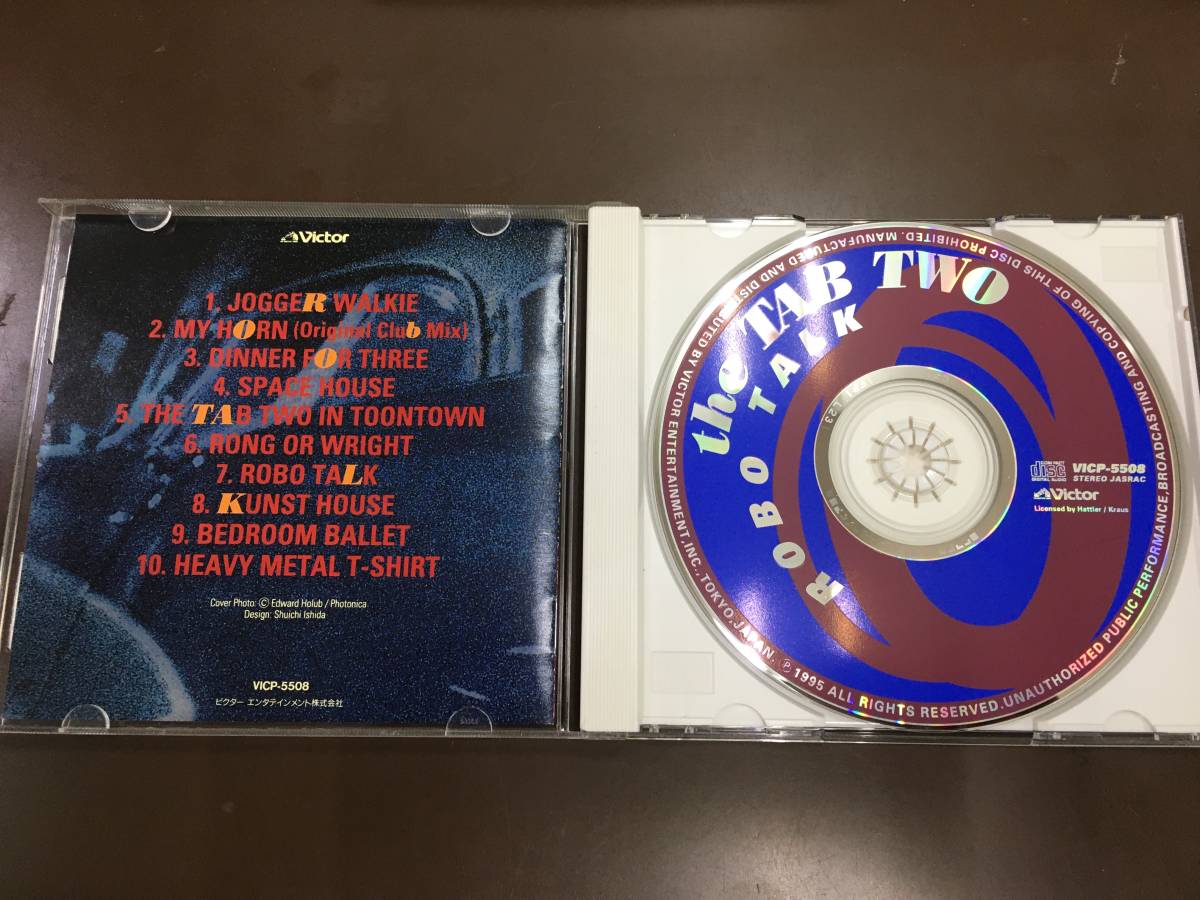 Victor
1. JOGGER WALKIE
2. MY HORN (Original Club Mix)
3. DINNER FOR THREE
4. SPACE HOUSE
5. THE TAB TWO IN TOONTOWN
6. RONG OR WRIGHT
7. ROBO TALK
8. KUNST HOUSE
9. BEDROOM BALLET
10. HEAVY METAL T-SHIRT
Cover Photo: © Edward Holub / Photonica
Design: Shuichi Ishida
VICP-5508
ビクター エンタテインメント株式会社
the TAB TWO
ROBO TALK
COMPACT
disc
DIGITAL AUDIO
VICP-5508
STEREO JASRAC
Victor
Licensed by Hattler / Kraus
MANUFACTURED AND DISTRIBUTED BY VICTOR ENTERTAINMENT, INC., TOKYO, JAPAN. Ⓟ 1995 ALL RIGHTS RESERVED. UNAUTHORIZED PUBLIC PERFORMANCE, BROADCASTING AND COPYING OF THIS DISC PROHIBITED.